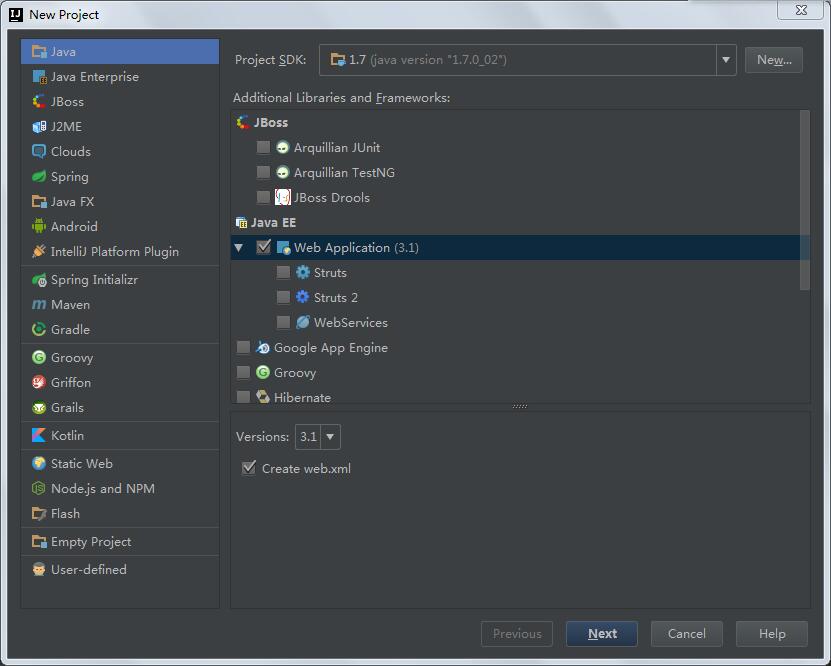 New Project
Java
Java Enterprise
JBoss
J2ME
Clouds
Spring
Java FX
Android
IntelliJ Platform Plugin
Spring Initializr
Maven
Gradle
Groovy
Griffon
Grails
Kotlin
Static Web
Node.js and NPM
Flash
Empty Project
User-defined
Project SDK: 1.7 (java version "1.7.0_02") New...
Additional Libraries and Frameworks:
JBoss
Arquillian JUnit
Arquillian TestNG
JBoss Drools
Java EE
Web Application (3.1)
Struts
Struts 2
WebServices
Google App Engine
Groovy
Hibernate
Versions: 3.1
Create web.xml
Previous Next Cancel Help